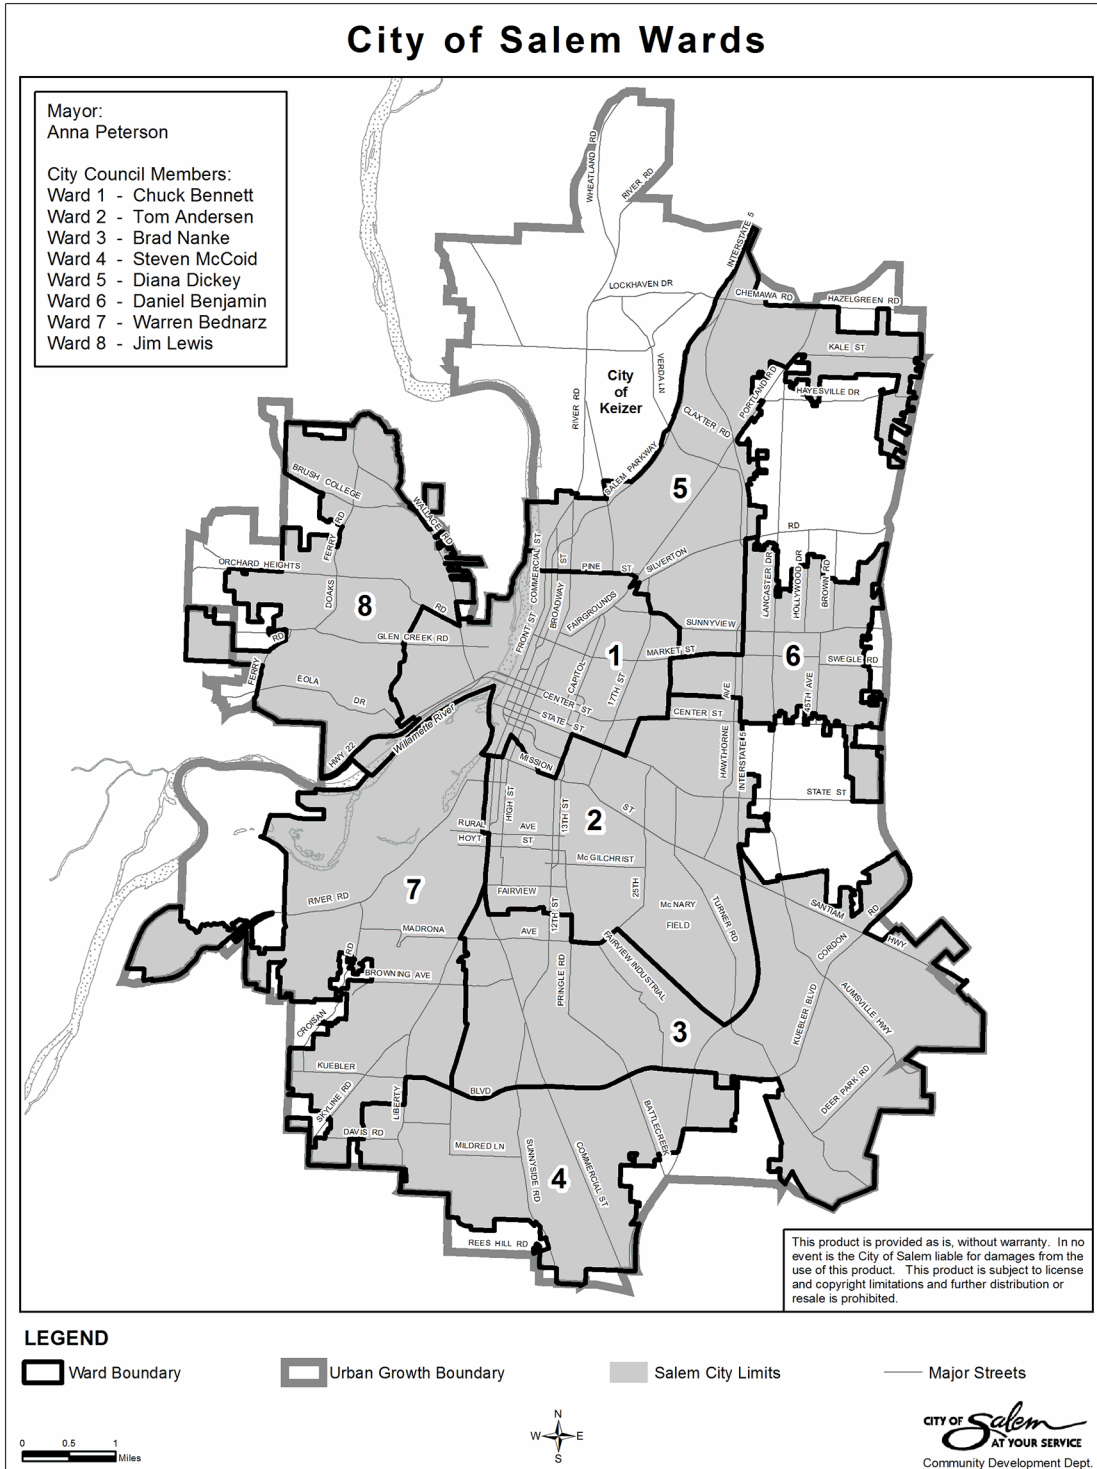 City of Salem Wards
Mayor:
Anna Peterson
City Council Members:
Ward 1 - Chuck Bennett
Ward 2 - Tom Andersen
Ward 3 - Brad Nanke
Ward 4 - Steven McCoid
Ward 5 - Diana Dickey
Ward 6 - Daniel Benjamin
Ward 7 - Warren Bednarz
Ward 8 - Jim Lewis
WHEATLAND RD
RIVER RD
INTERSTATE 5
LOCKHAVEN DR
CHEMAWA RD
HAZELGREEN RD
KALE ST
VERDA LN
City
of
Keizer
PORTLAND RD
HAYESVILLE DR
RIVER RD
CLAXTER RD
SALEM PARKWAY
5
BRUSH COLLEGE
WALLACE RD
FERRY RD
RD
ORCHARD HEIGHTS
COMMERCIAL ST
ST
PINE ST
SILVERTON
LANCASTER DR
HOLLYWOOD DR
BROWN RD
DOAKS
8
RD
BROADWAY
FAIRGROUNDS
FRONT ST
SUNNYVIEW
RD
GLEN CREEK RD
1
MARKET ST
6
SWEGLE RD
FERRY
EOLA
DR
CAPITOL
17TH ST
AVE
45TH AVE
CENTER ST
CENTER ST
STATE ST
Willamette River
HWY 22
MISSION
HAWTHORNE
INTERSTATE 5
STATE ST
HIGH ST
13TH ST
2
ST
RURAL
AVE
HOYT
ST
McGILCHRIST
7
FAIRVIEW
25TH
McNARY
FIELD
TURNER RD
RIVER RD
SANTIAM
RD
HWY
MADRONA
AVE
12TH ST
CORDON
RD
BROWNING AVE
PRINGLE RD
FAIRVIEW INDUSTRIAL
KUEBLER BLVD
AUMSVILLE HWY
CROISAN
3
KUEBLER
BLVD
SKYLINE RD
LIBERTY
DEER PARK RD
DAVIS RD
MILDRED LN
SUNNYSIDE RD
COMMERCIAL ST
BATTLECREEK
4
REES HILL RD
This product is provided as is, without warranty. In no
event is the City of Salem liable for damages from the
use of this product. This product is subject to license
and copyright limitations and further distribution or
resale is prohibited.
LEGEND
Ward Boundary
Urban Growth Boundary
Salem City Limits
Major Streets
0 0.5 1
Miles
N
W E
S
CITY OF Salem
AT YOUR SERVICE
Community Development Dept.